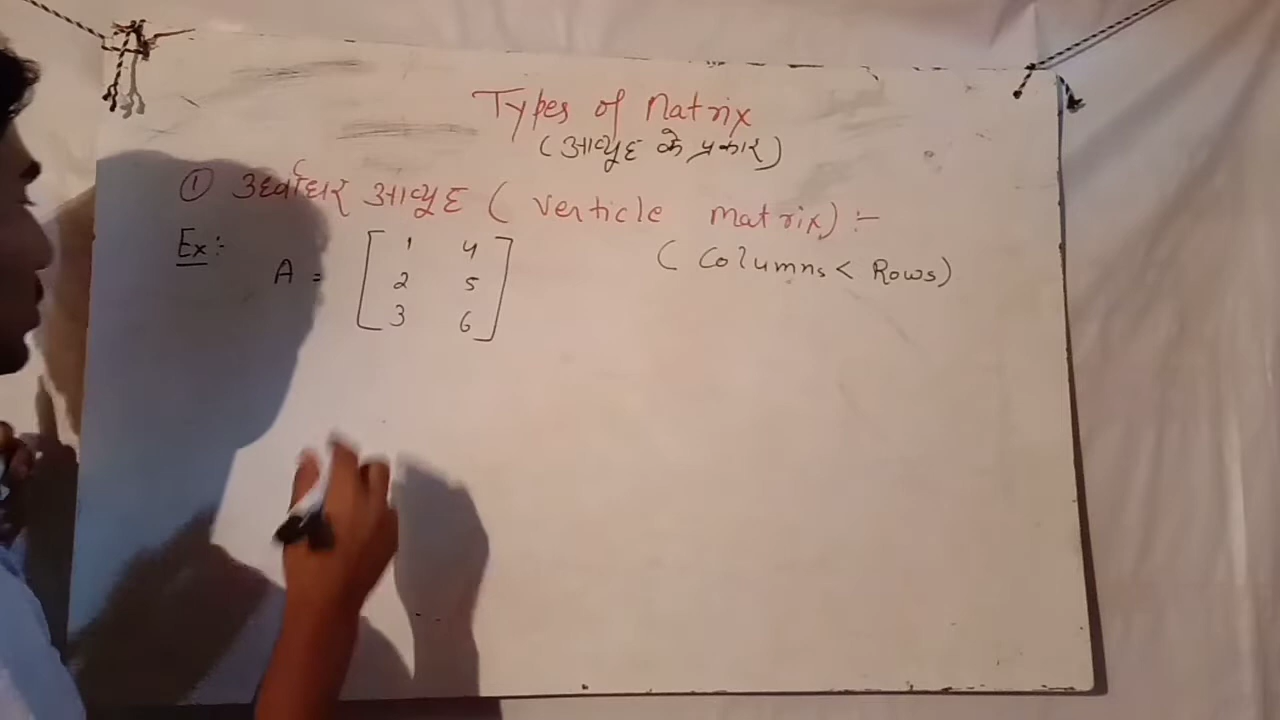 Types of Matrix
(आव्यूह के प्रकार)
① उर्ध्वाधर आव्यूह ( Verticle matrix) :-
Ex:- ( Columns < Rows)
A = [ 1 4
2 5
3 6 ]